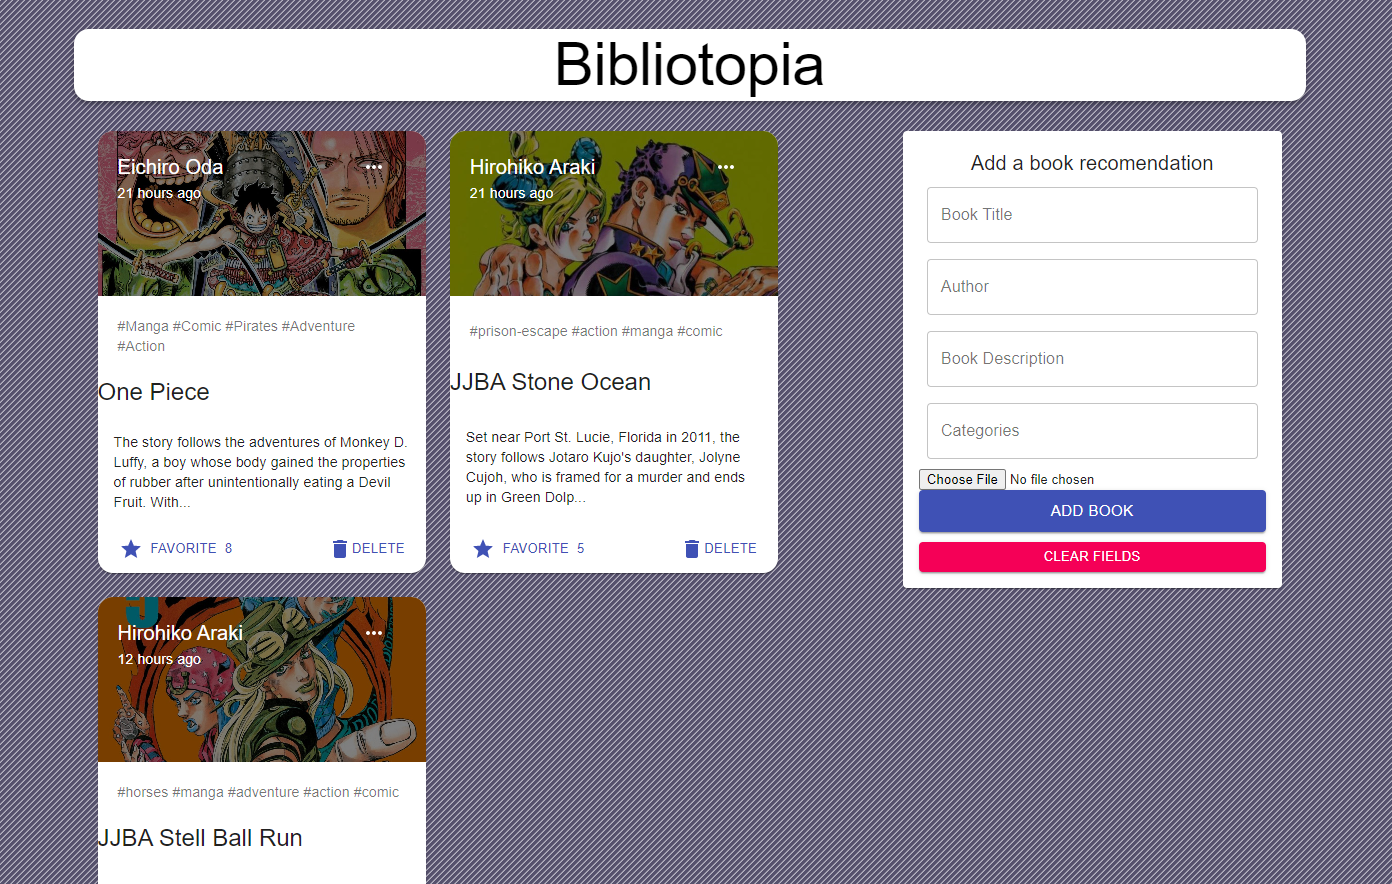 Bibliotopia
Eichiro Oda
21 hours ago
#Manga #Comic #Pirates #Adventure
#Action
One Piece
The story follows the adventures of Monkey D.
Luffy, a boy whose body gained the properties
of rubber after unintentionally eating a Devil
Fruit. With...
FAVORITE 8
DELETE
Hirohiko Araki
21 hours ago
#prison-escape #action #manga #comic
JJBA Stone Ocean
Set near Port St. Lucie, Florida in 2011, the
story follows Jotaro Kujo's daughter, Jolyne
Cujoh, who is framed for a murder and ends
up in Green Dolp...
FAVORITE 5
DELETE
Hirohiko Araki
12 hours ago
#horses #manga #adventure #action #comic
JJBA Stell Ball Run
Add a book recomendation
Book Title
Author
Book Description
Categories
Choose File No file chosen
ADD BOOK
CLEAR FIELDS